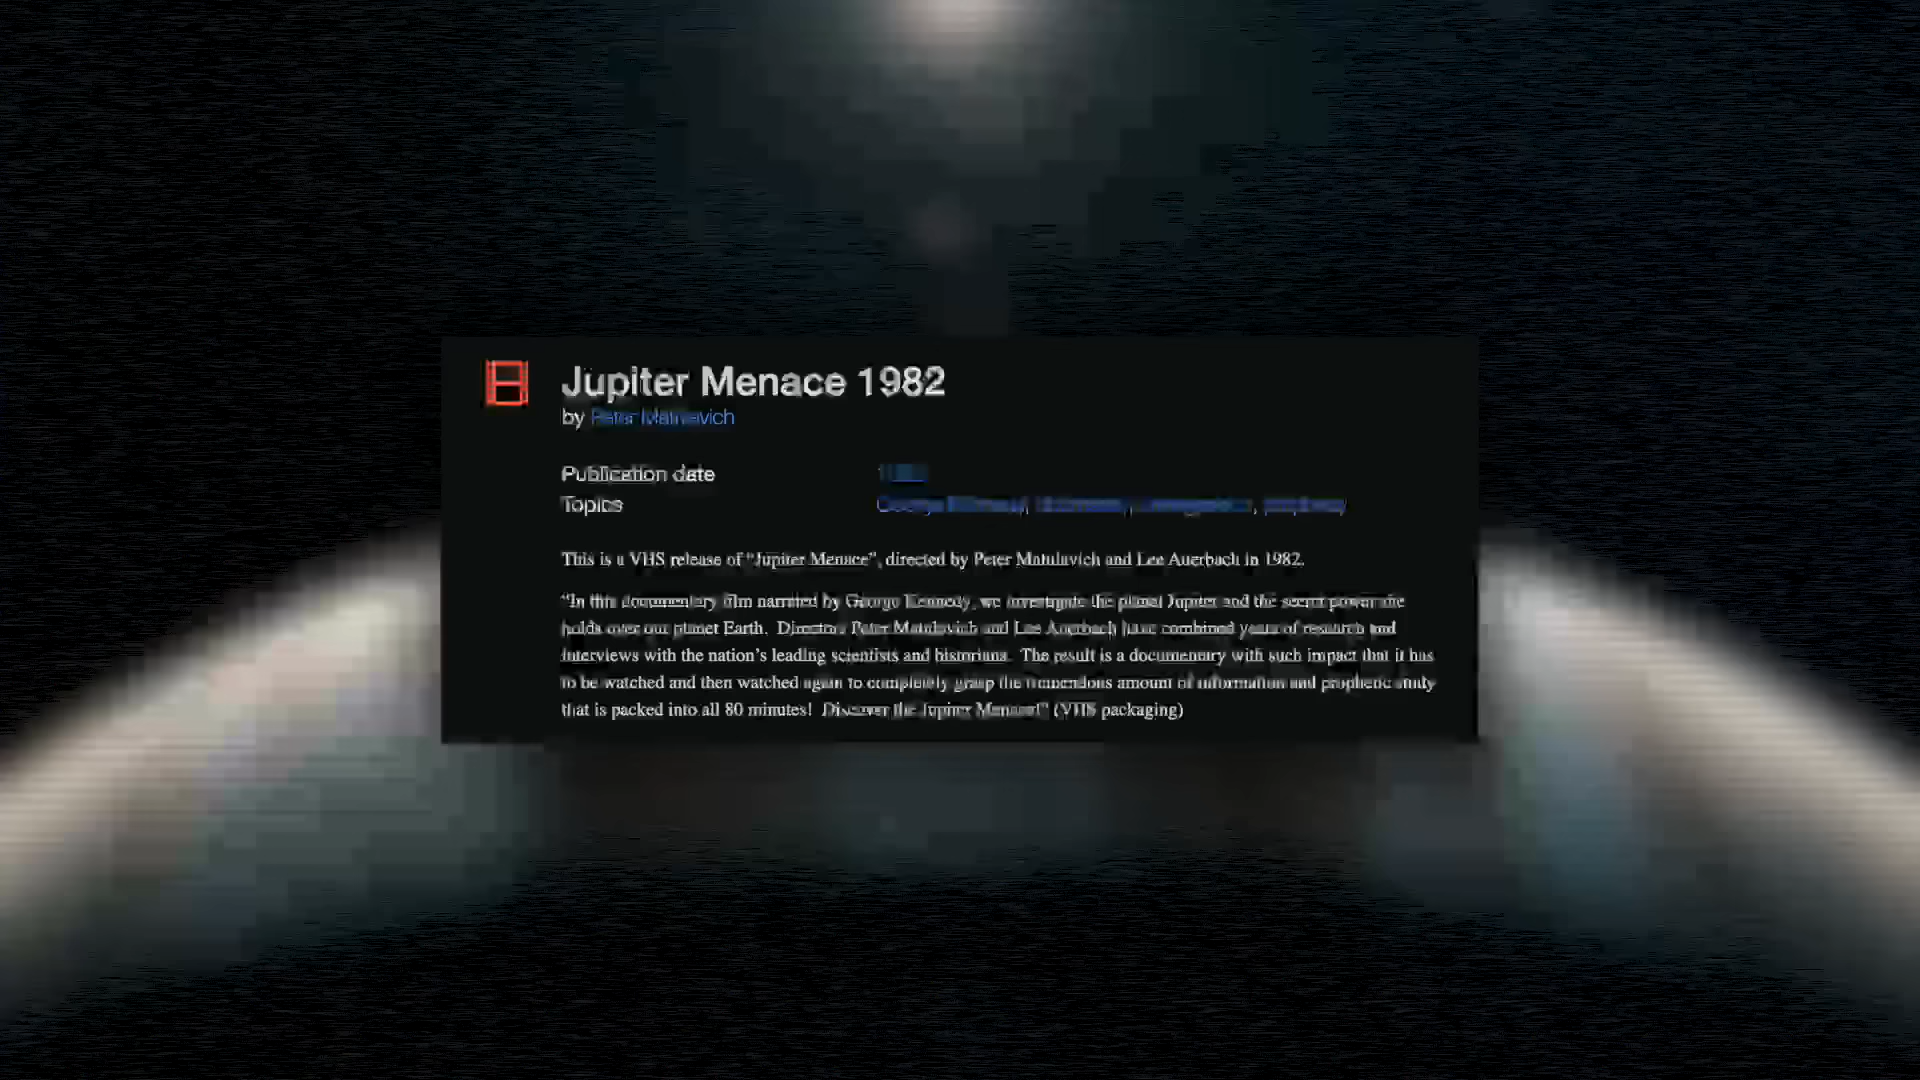 Jupiter Menace 1982
by Peter Matulavich
Publication date
Topics
This is a VHS release of “Jupiter Menace”, directed by Peter Matulavich and Lee Auerbach in 1982.
“In this documentary film narrated by George Kennedy, we investigate the planet Jupiter and the secret power she
holds over our planet Earth.  Directors Peter Matulavich and Lee Auerbach have combined years of research and
interviews with the nation’s leading scientists and historians.  The result is a documentary with such impact that it has
to be watched and then watched again to completely grasp the tremendous amount of information and prophetic study
that is packed into all 80 minutes!  Discover the Jupiter Menace!” (VHS packaging)